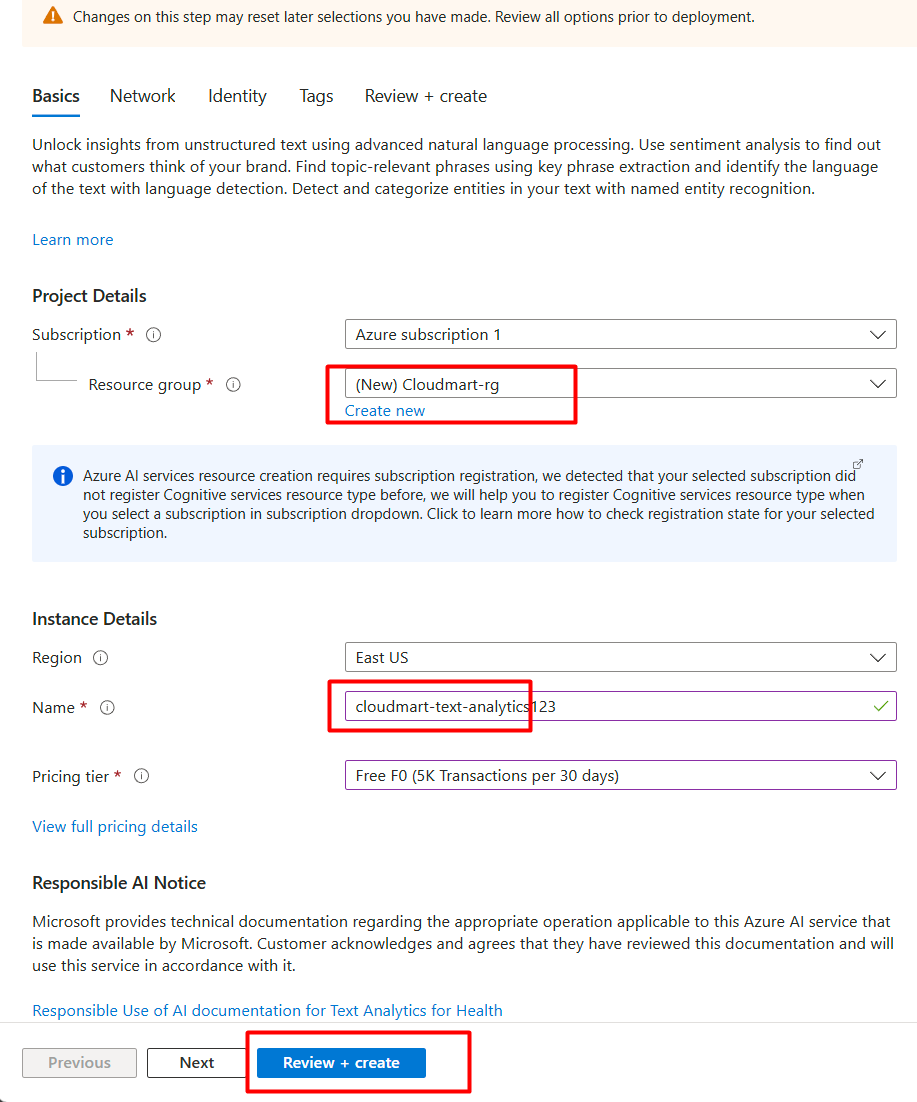 Changes on this step may reset later selections you have made. Review all options prior to deployment.
Basics Network Identity Tags Review + create
Unlock insights from unstructured text using advanced natural language processing. Use sentiment analysis to find out
what customers think of your brand. Find topic-relevant phrases using key phrase extraction and identify the language
of the text with language detection. Detect and categorize entities in your text with named entity recognition.
Learn more
Project Details
Subscription * Azure subscription 1
Resource group * (New) Cloudmart-rg
Create new
Azure AI services resource creation requires subscription registration, we detected that your selected subscription did
not register Cognitive services resource type before, we will help you to register Cognitive services resource type when
you select a subscription in subscription dropdown. Click to learn more how to check registration state for your selected
subscription.
Instance Details
Region East US
Name * cloudmart-text-analytics123
Pricing tier * Free F0 (5K Transactions per 30 days)
View full pricing details
Responsible AI Notice
Microsoft provides technical documentation regarding the appropriate operation applicable to this Azure AI service that
is made available by Microsoft. Customer acknowledges and agrees that they have reviewed this documentation and will
use this service in accordance with it.
Responsible Use of AI documentation for Text Analytics for Health
Previous Next Review + create